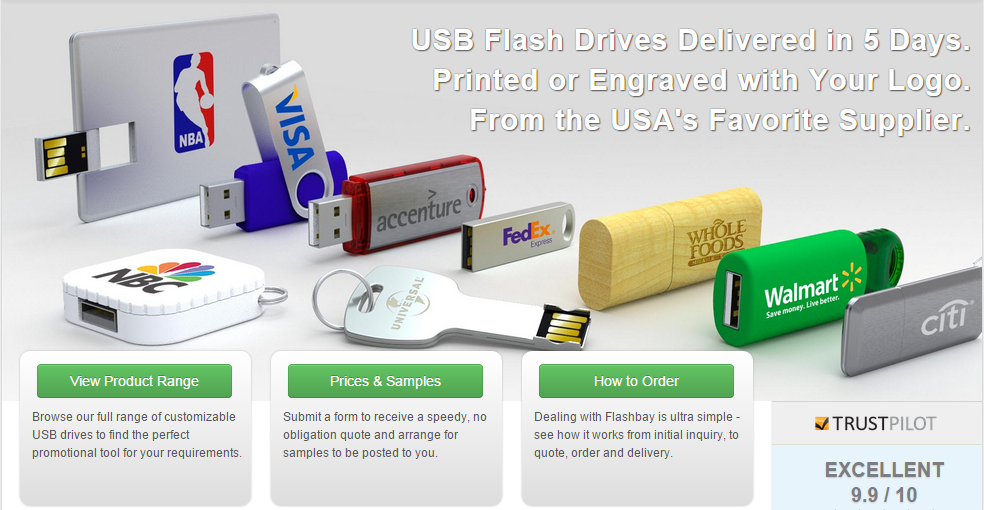 USB Flash Drives Delivered in 5 Days.
Printed or Engraved with Your Logo.
From the USA's Favorite Supplier.
NBA
VISA
accenture
FedEx
Express
WHOLE
FOODS
MARKET
NBC
UNIVERSAL
Walmart
Save money. Live better.
citi
View Product Range
Browse our full range of customizable
USB drives to find the perfect
promotional tool for your requirements.
Prices & Samples
Submit a form to receive a speedy, no
obligation quote and arrange for
samples to be posted to you.
How to Order
Dealing with Flashbay is ultra simple -
see how it works from initial inquiry, to
quote, order and delivery.
TRUSTPILOT
EXCELLENT
9.9 / 10